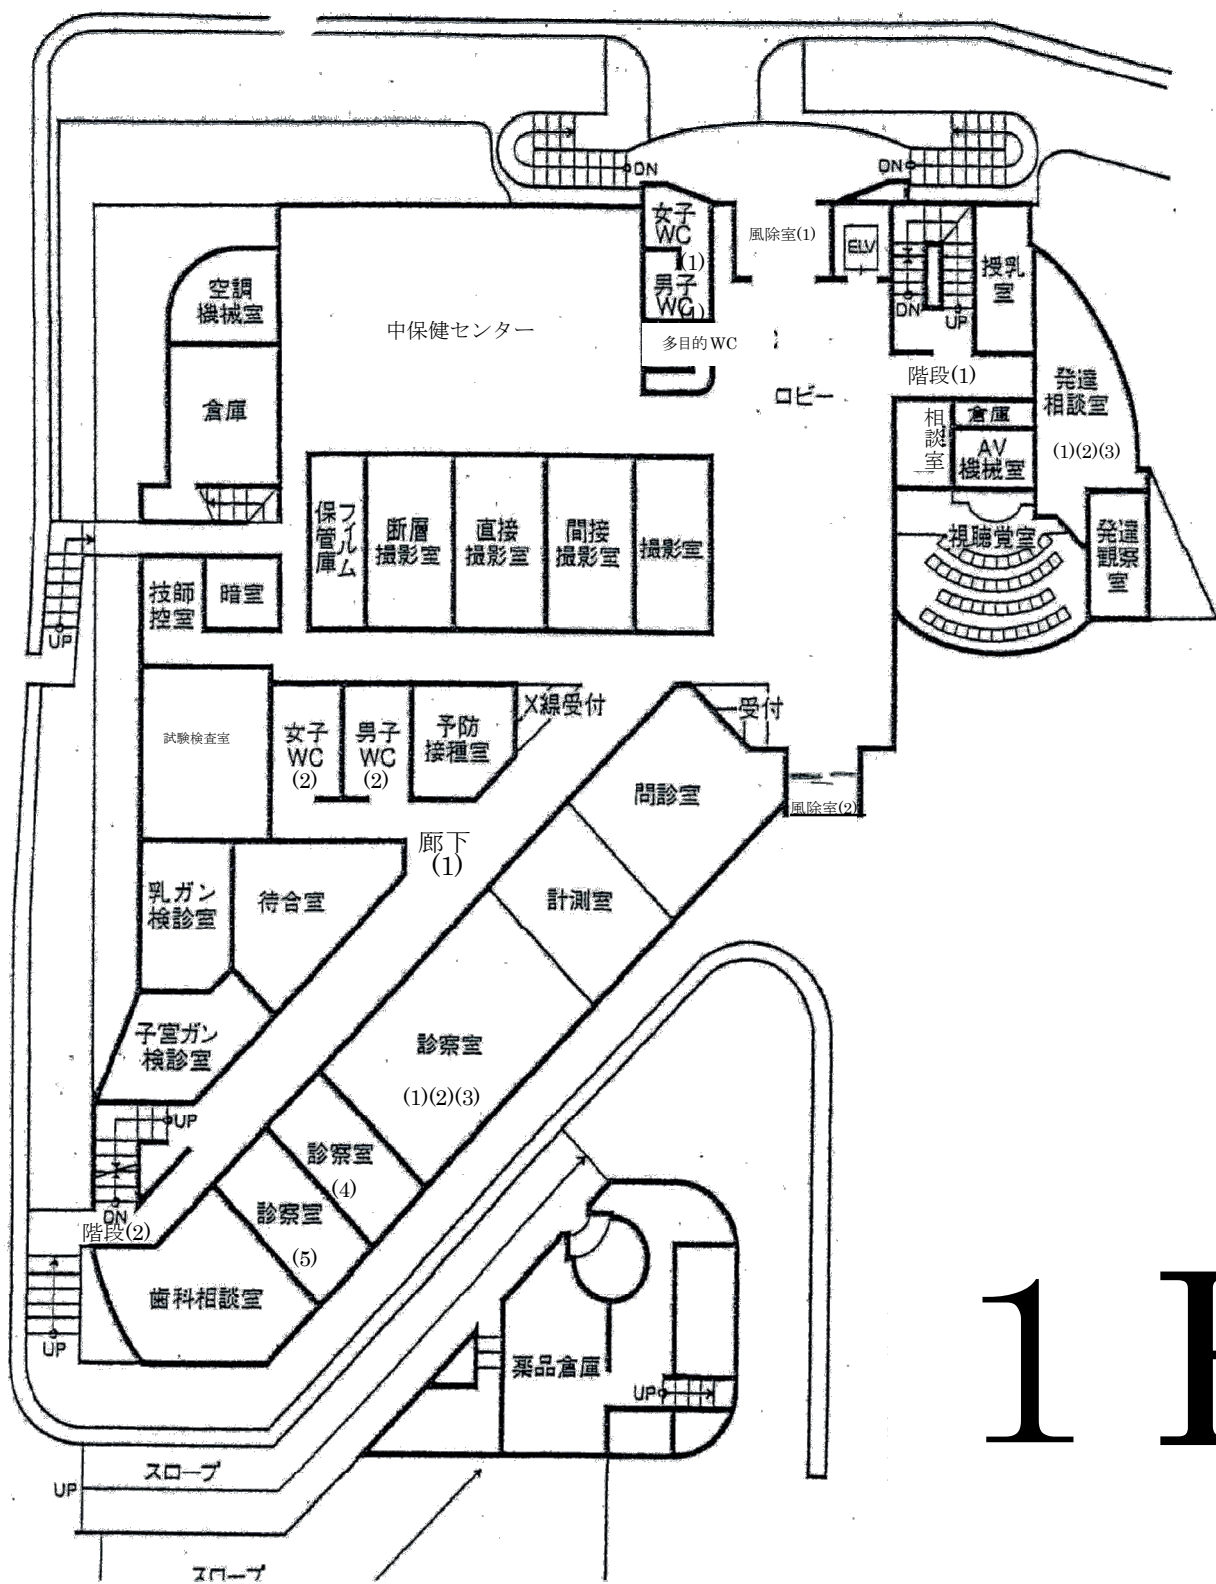 DN
DN
女子
WC
(1)
風除室(1)
ELV
授乳
室
空調
機械室
男子
WC
(1)
DN
UP
中保健センター
多目的WC
階段(1)
発達
相談室
(1)(2)(3)
ロビー
倉庫
相談室
倉庫
AV
機械室
フィルム
保管庫
断層
撮影室
直接
撮影室
間接
撮影室
撮影室
視聴覚室
発達
観察
室
技師
控室
暗室
UP
X線受付
受付
試験検査室
女子
WC
(2)
男子
WC
(2)
予防
接種室
問診室
風除室(2)
廊下
(1)
乳ガン
検診室
待合室
計測室
子宮ガン
検診室
診察室
(1)(2)(3)
UP
診察室
(4)
DN
階段(2)
診察室
(5)
歯科相談室
UP
薬品倉庫
UP
1F
スロープ
UP
スロープ